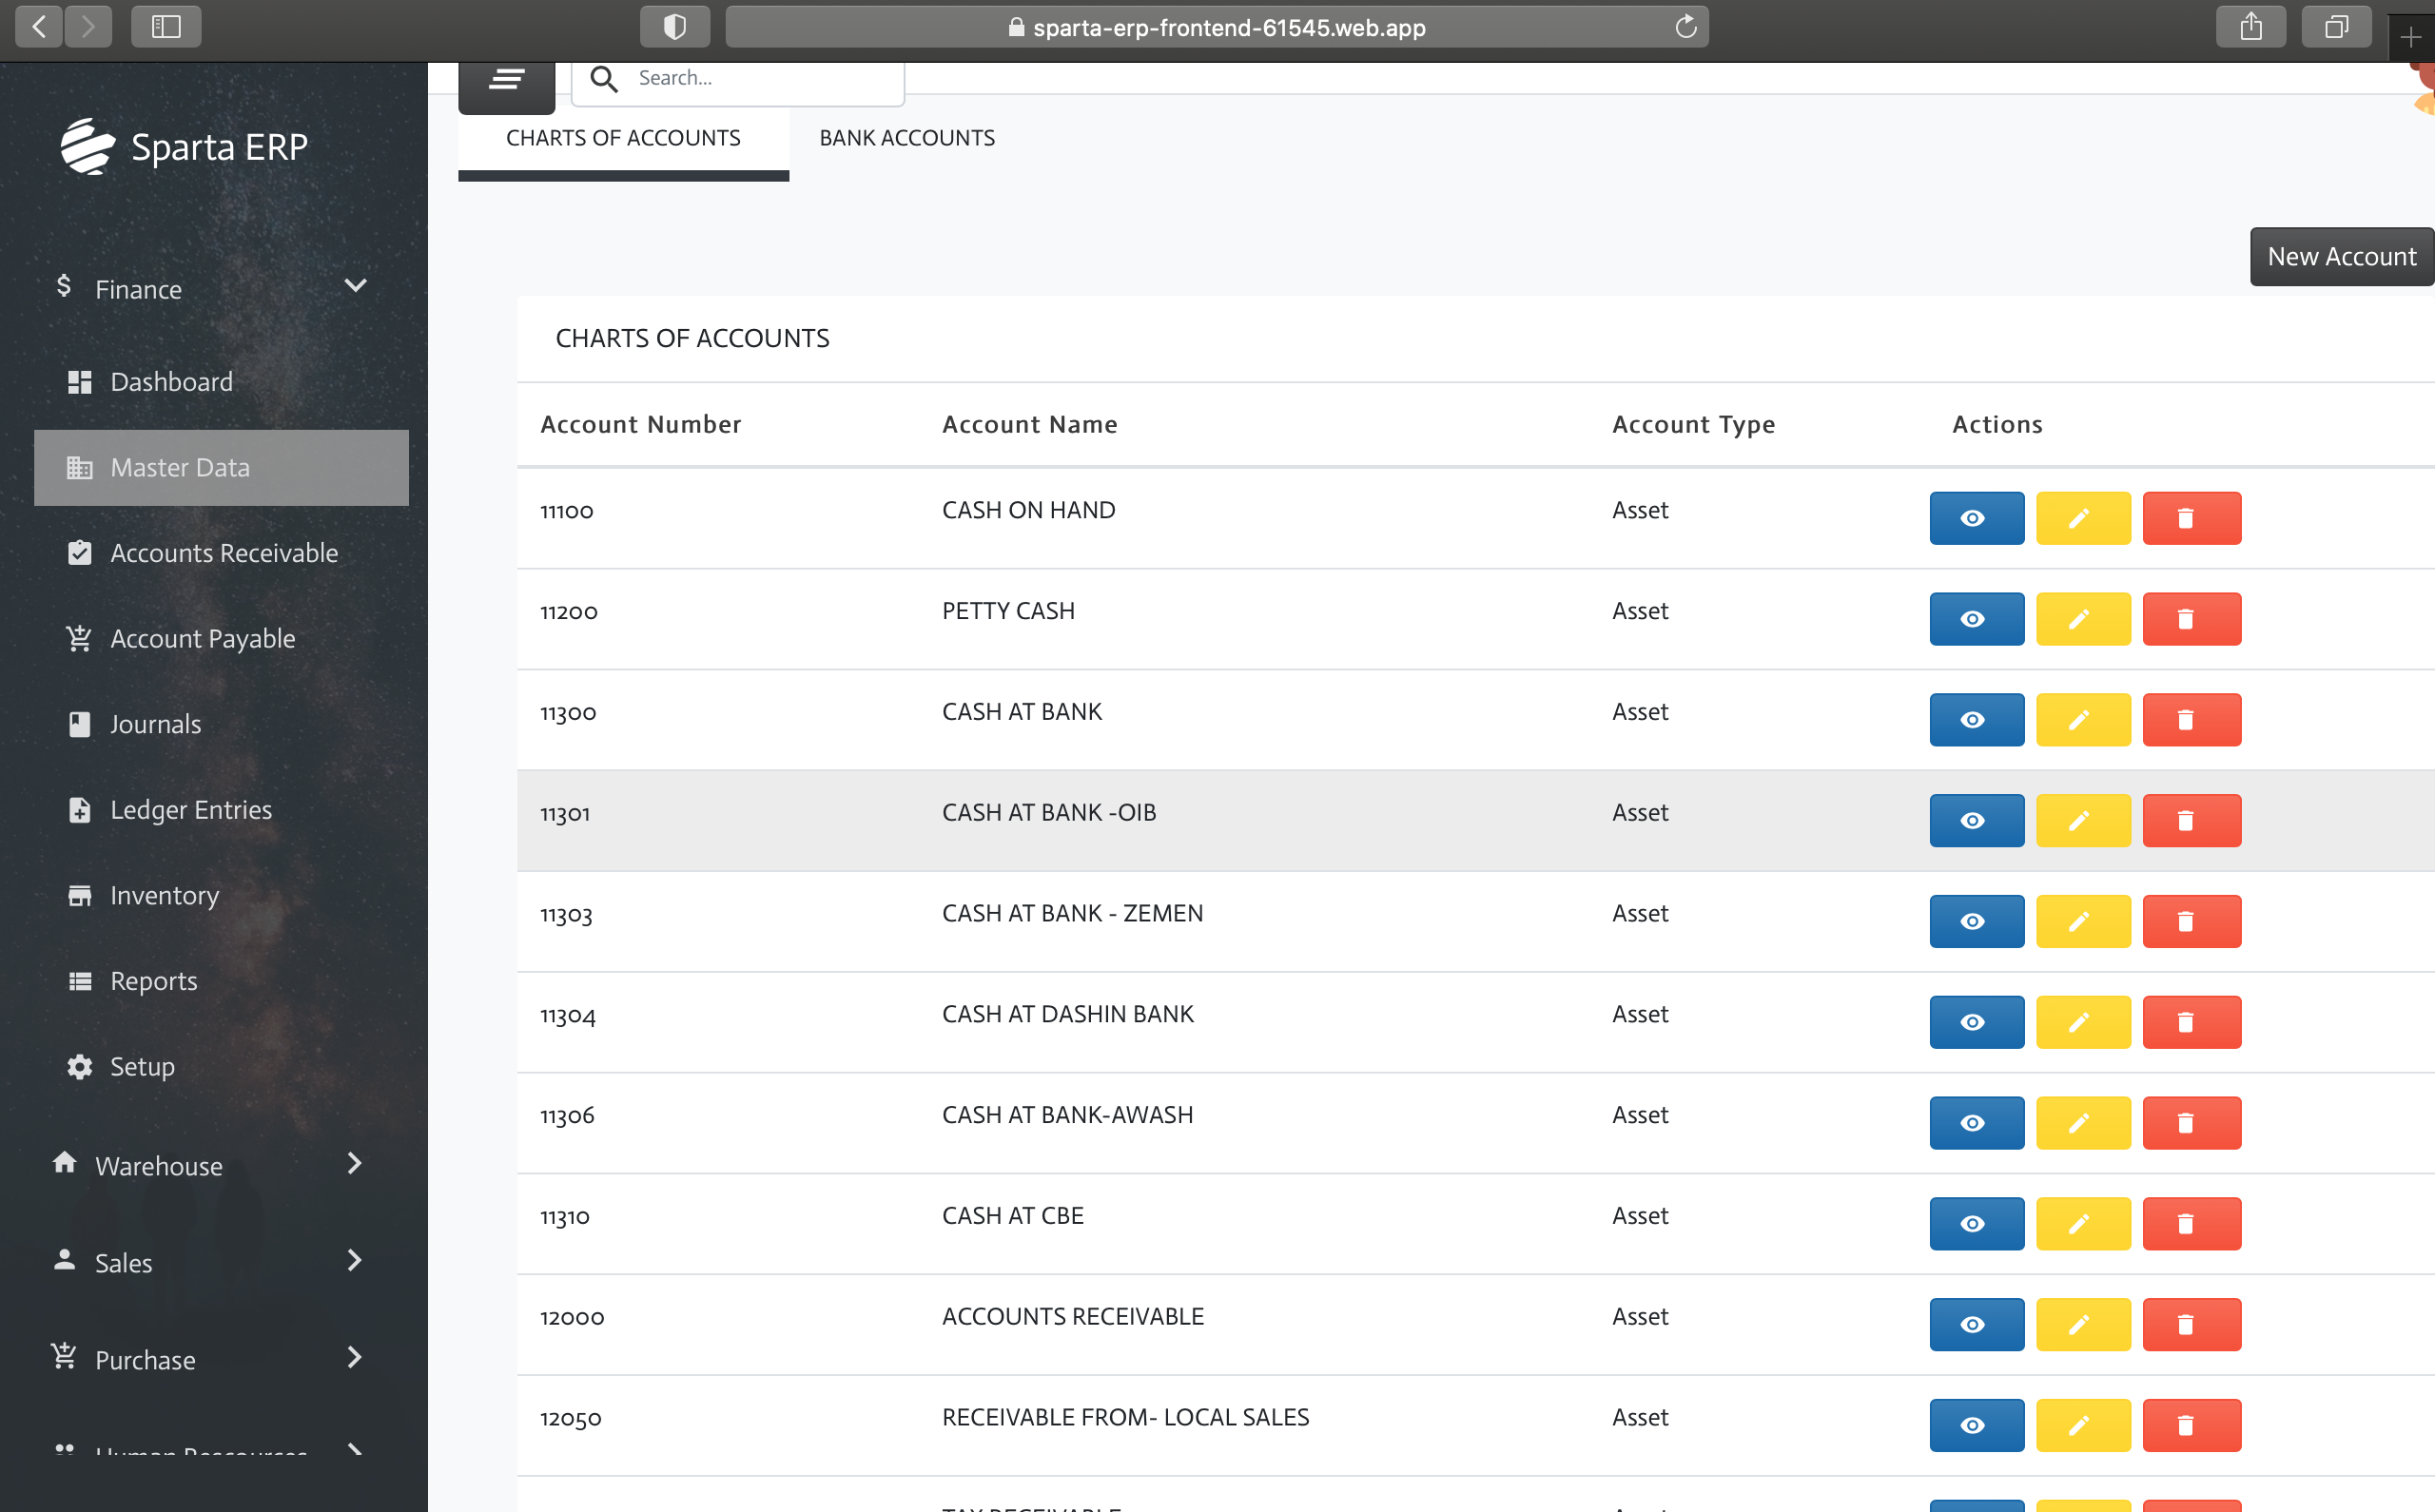 sparta-erp-frontend-61545.web.app
Sparta ERP
Search...
CHARTS OF ACCOUNTS
BANK ACCOUNTS
New Account
Finance
Dashboard
Master Data
Accounts Receivable
Account Payable
Journals
Ledger Entries
Inventory
Reports
Setup
Warehouse
Sales
Purchase
Human Rescources
CHARTS OF ACCOUNTS
Account Number Account Name Account Type Actions
11100 CASH ON HAND Asset
11200 PETTY CASH Asset
11300 CASH AT BANK Asset
11301 CASH AT BANK -OIB Asset
11303 CASH AT BANK - ZEMEN Asset
11304 CASH AT DASHIN BANK Asset
11306 CASH AT BANK-AWASH Asset
11310 CASH AT CBE Asset
12000 ACCOUNTS RECEIVABLE Asset
12050 RECEIVABLE FROM- LOCAL SALES Asset
TAX RECEIVABLE Asset